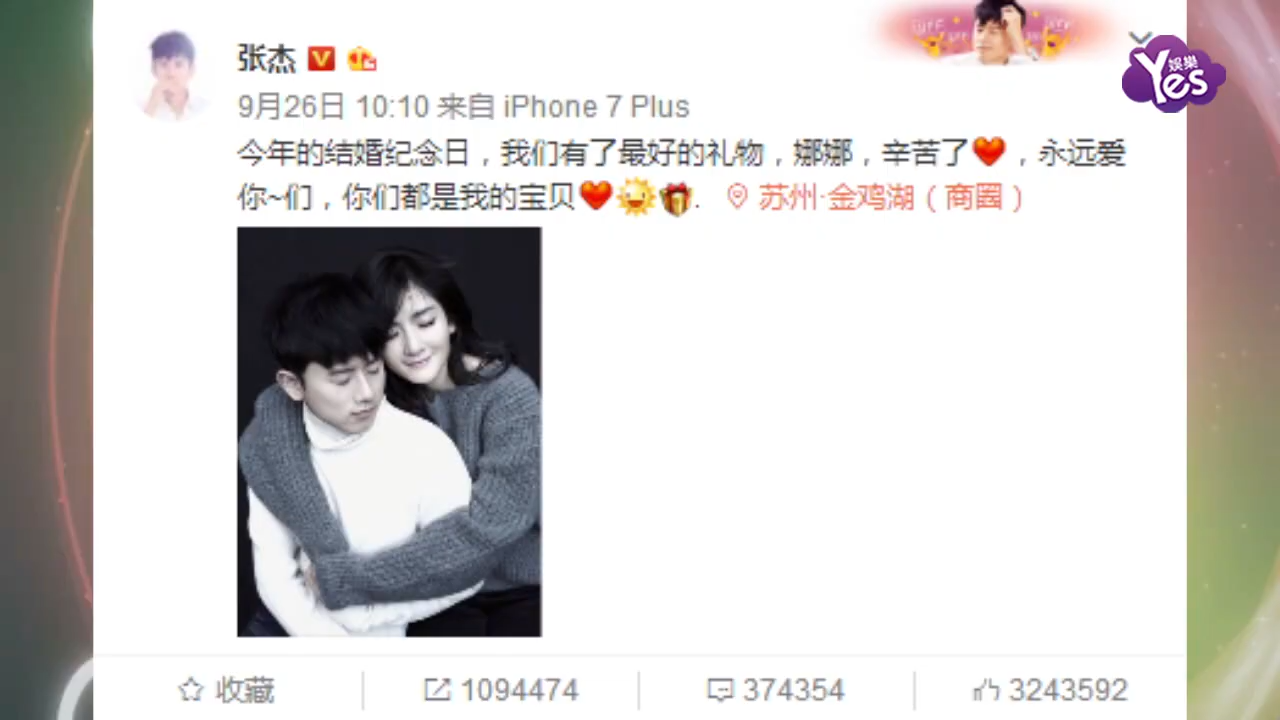 张杰
9月26日 10:10 来自 iPhone 7 Plus
今年的结婚纪念日，我们有了最好的礼物，娜娜，辛苦了❤️，永远爱
你~们，你们都是我的宝贝❤️🌞🎁. 苏州·金鸡湖（商圈）
Yes 娱樂
收藏 1094474 374354 3243592